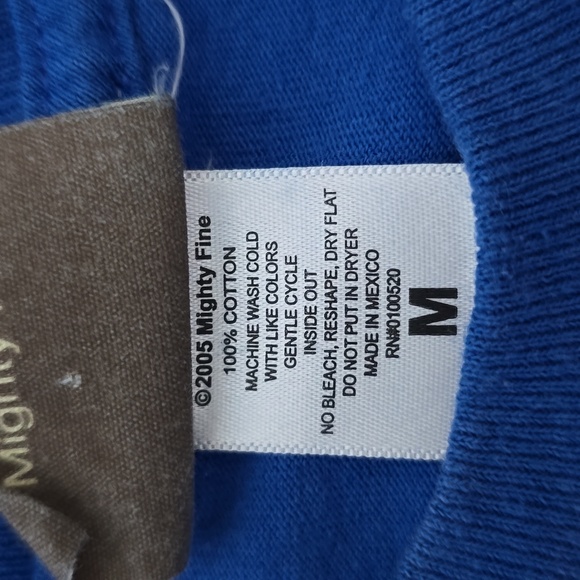 Mighty
©2005 Mighty Fine
100% COTTON
MACHINE WASH COLD
WITH LIKE COLORS
GENTLE CYCLE
INSIDE OUT
NO BLEACH, RESHAPE, DRY FLAT
DO NOT PUT IN DRYER
MADE IN MEXICO
RN#0100520
M